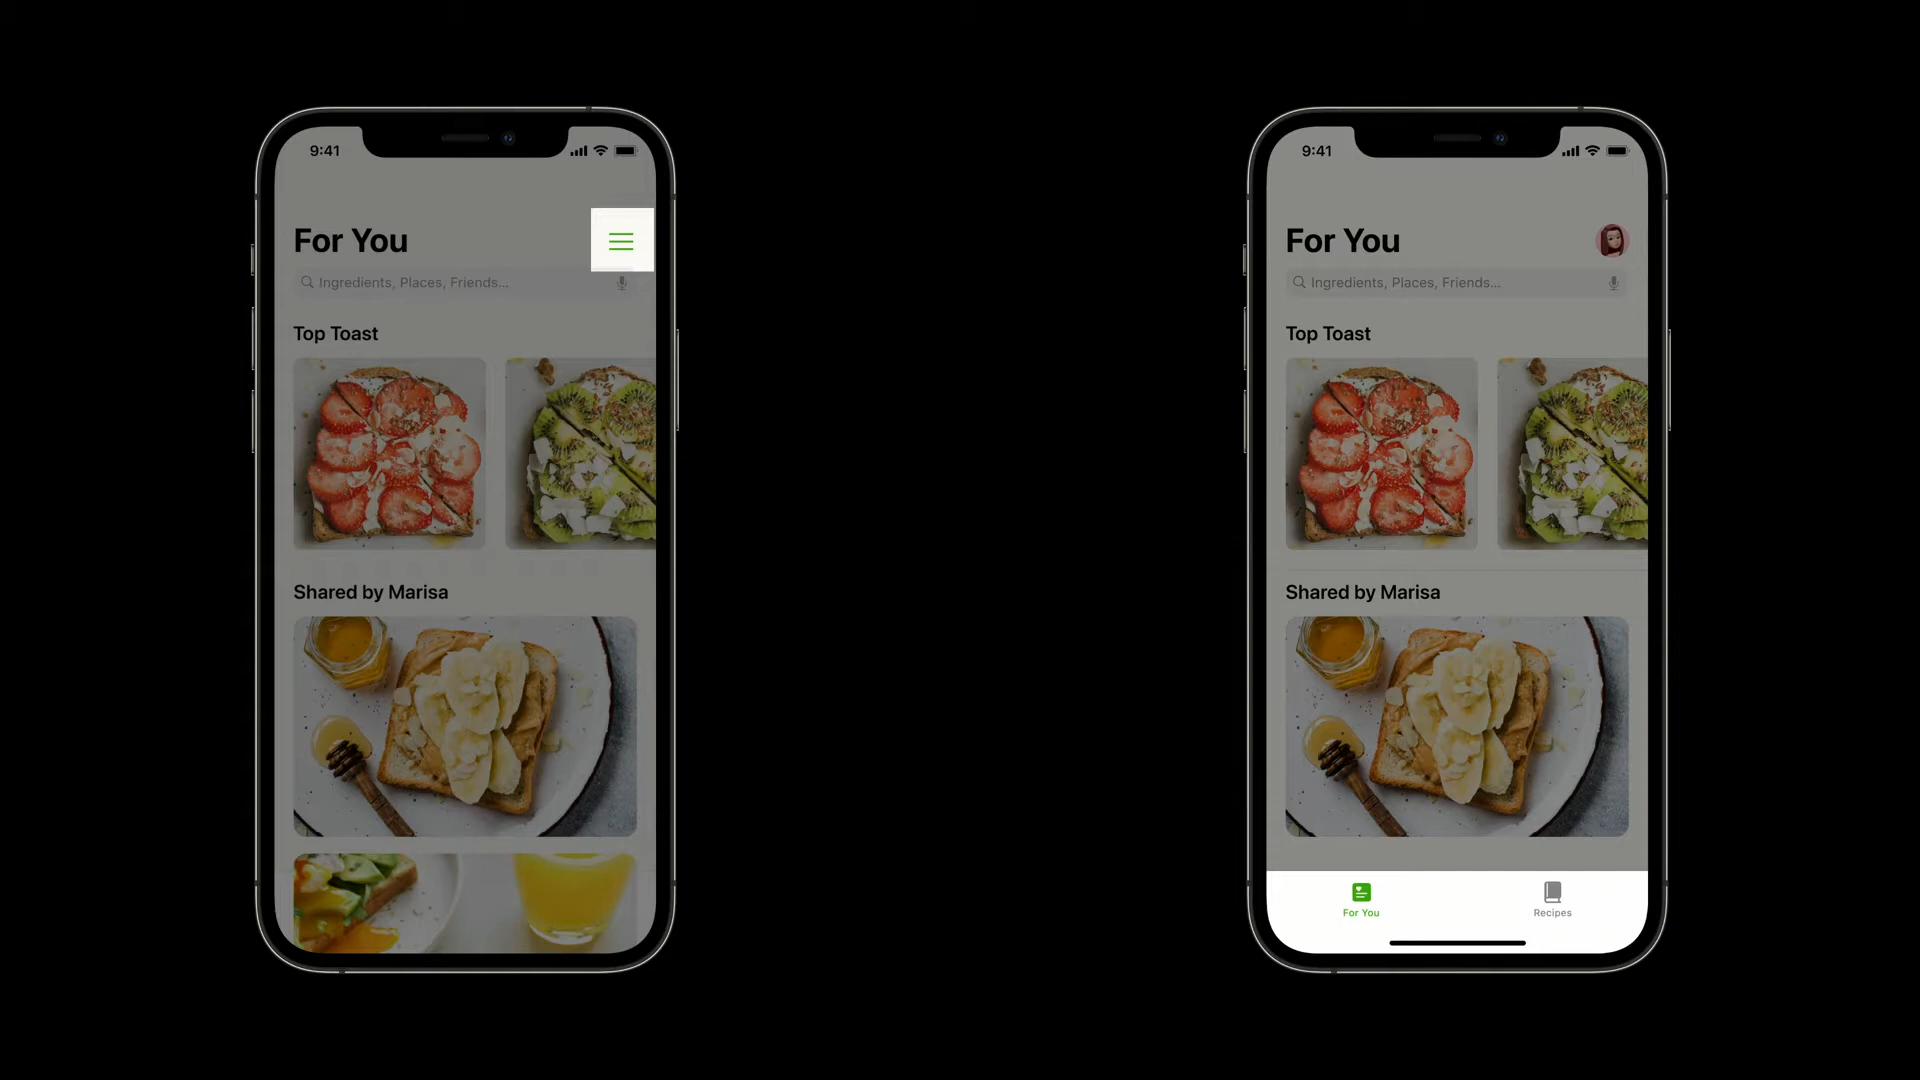 9:41
For You
Ingredients, Places, Friends...
Top Toast
Shared by Marisa
9:41
For You
Ingredients, Places, Friends...
Top Toast
Shared by Marisa
For You
Recipes